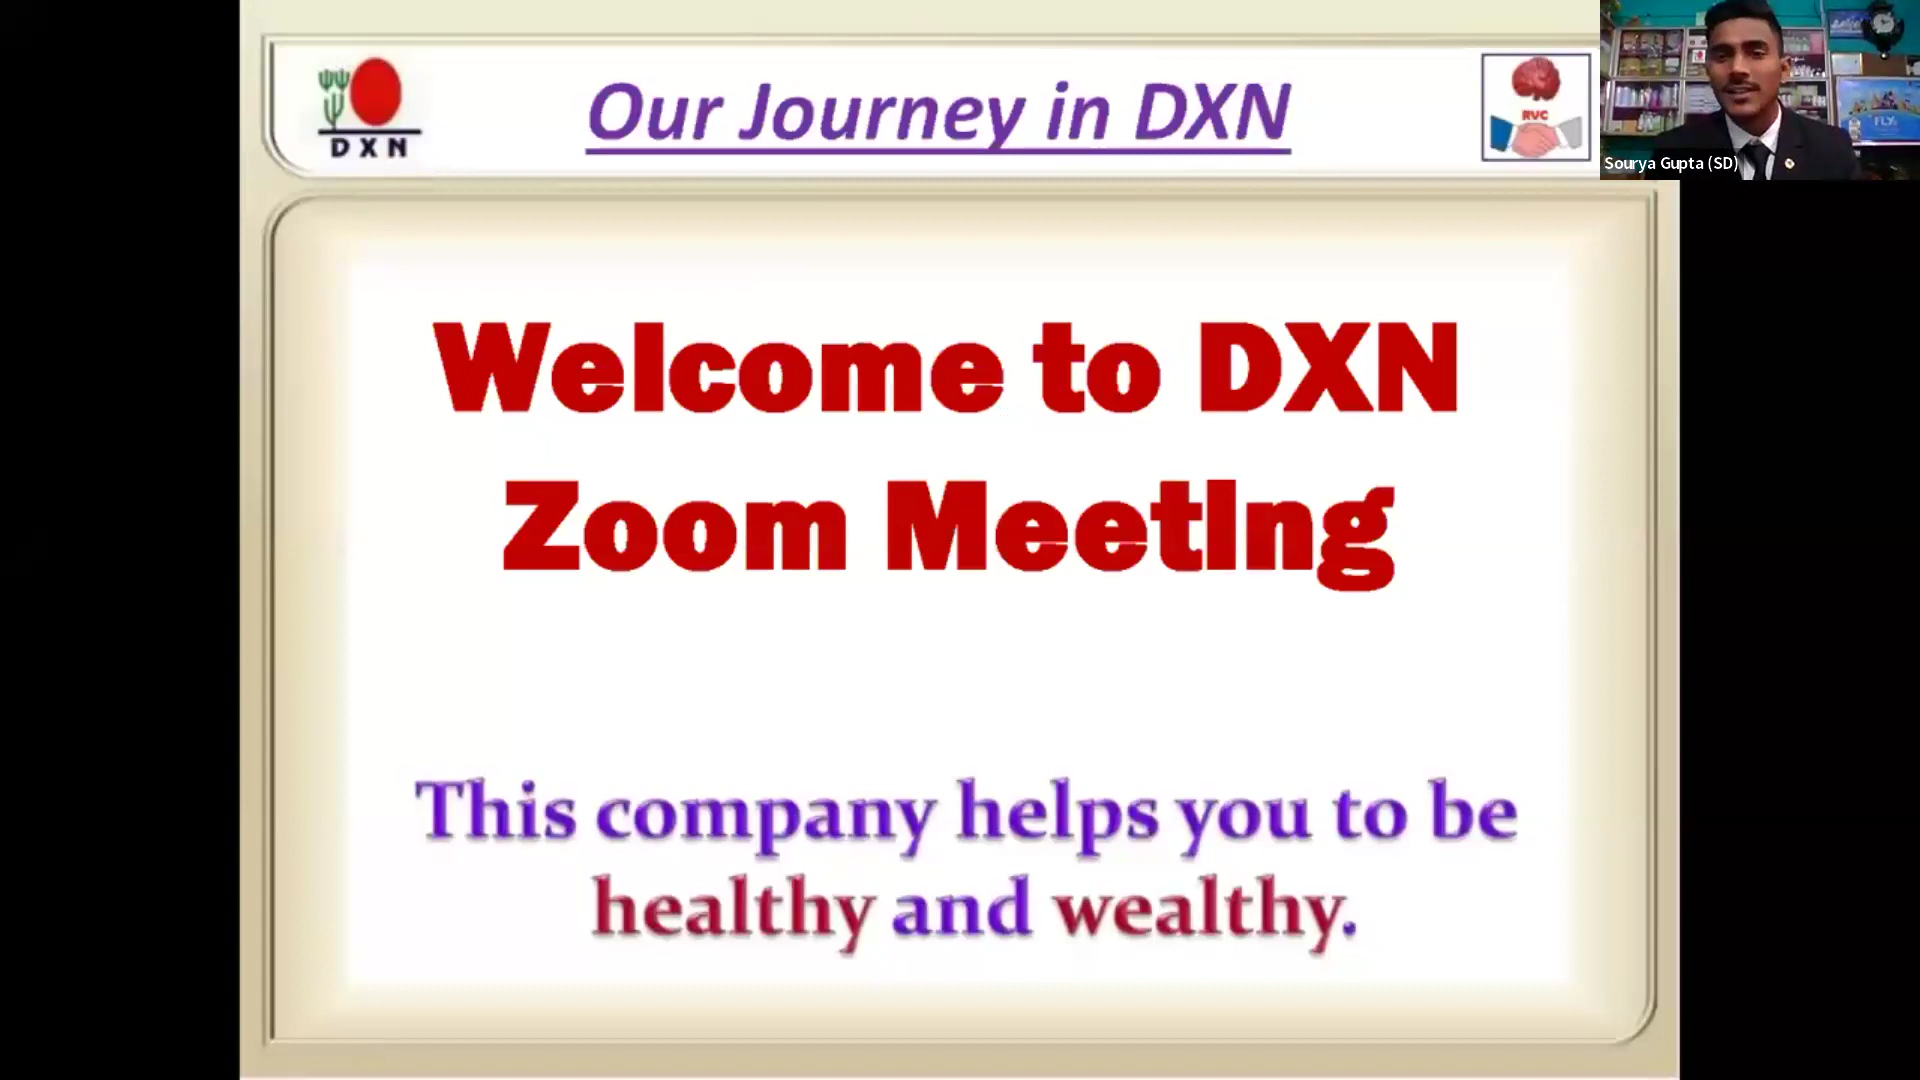 DXN
Our Journey in DXN
RVC
FLY
Sourya Gupta (SD)
Welcome to DXN
Zoom Meeting
This company helps you to be
healthy and wealthy.